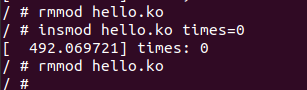 / # rmmod hello.ko
/ # insmod hello.ko times=0
[  492.069721] times: 0
/ # rmmod hello.ko
/ #